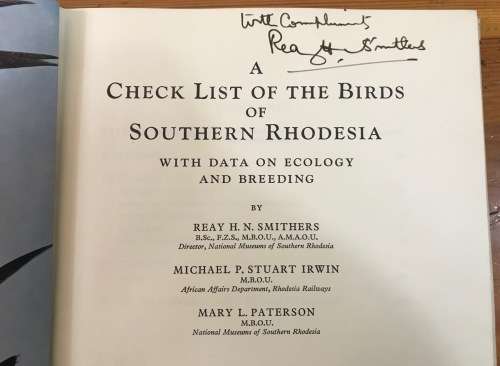 With Compliments
Reay H. N. Smithers
A
CHECK LIST OF THE BIRDS
OF
SOUTHERN RHODESIA
WITH DATA ON ECOLOGY
AND BREEDING
BY
REAY H. N. SMITHERS
B.Sc., F.Z.S., M.B.O.U., A.M.A.O.U.
Director, National Museums of Southern Rhodesia
MICHAEL P. STUART IRWIN
M.B.O.U.
African Affairs Department, Rhodesia Railways
MARY L. PATERSON
M.B.O.U.
National Museums of Southern Rhodesia